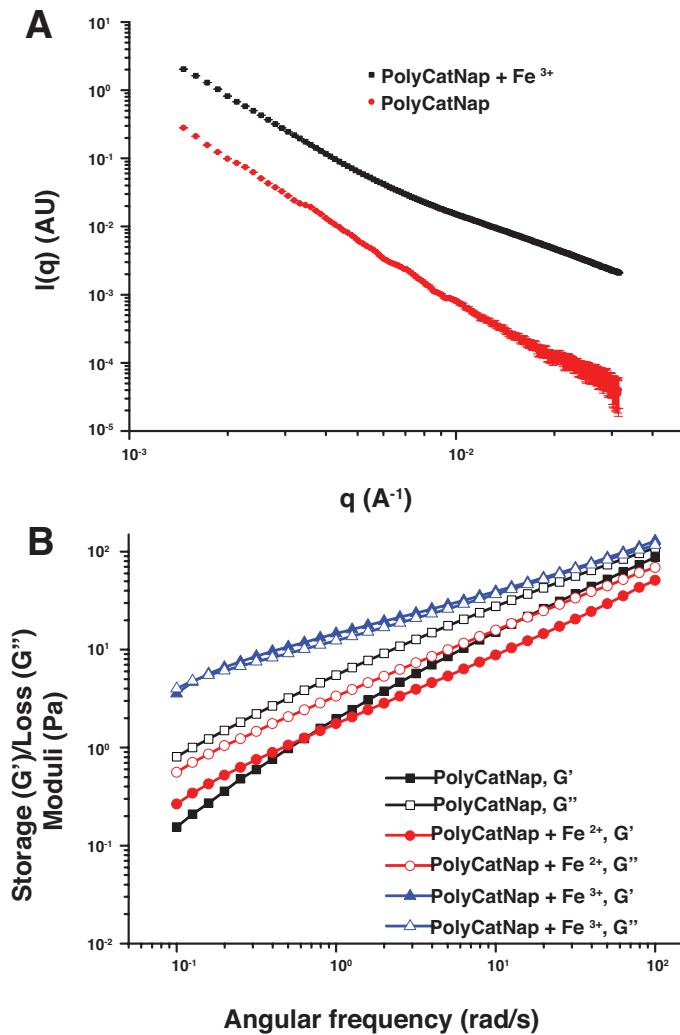 A
10¹
10⁰
10⁻¹
10⁻²
10⁻³
10⁻⁴
10⁻⁵
I(q) (AU)
PolyCatNap + Fe ³⁺
PolyCatNap
10⁻³
10⁻²
q (A⁻¹)
B
10²
10¹
10⁰
10⁻¹
10⁻²
Storage (G')/Loss (G'')
Moduli (Pa)
PolyCatNap, G'
PolyCatNap, G''
PolyCatNap + Fe ²⁺, G'
PolyCatNap + Fe ²⁺, G''
PolyCatNap + Fe ³⁺, G'
PolyCatNap + Fe ³⁺, G''
10⁻¹
10⁰
10¹
10²
Angular frequency (rad/s)